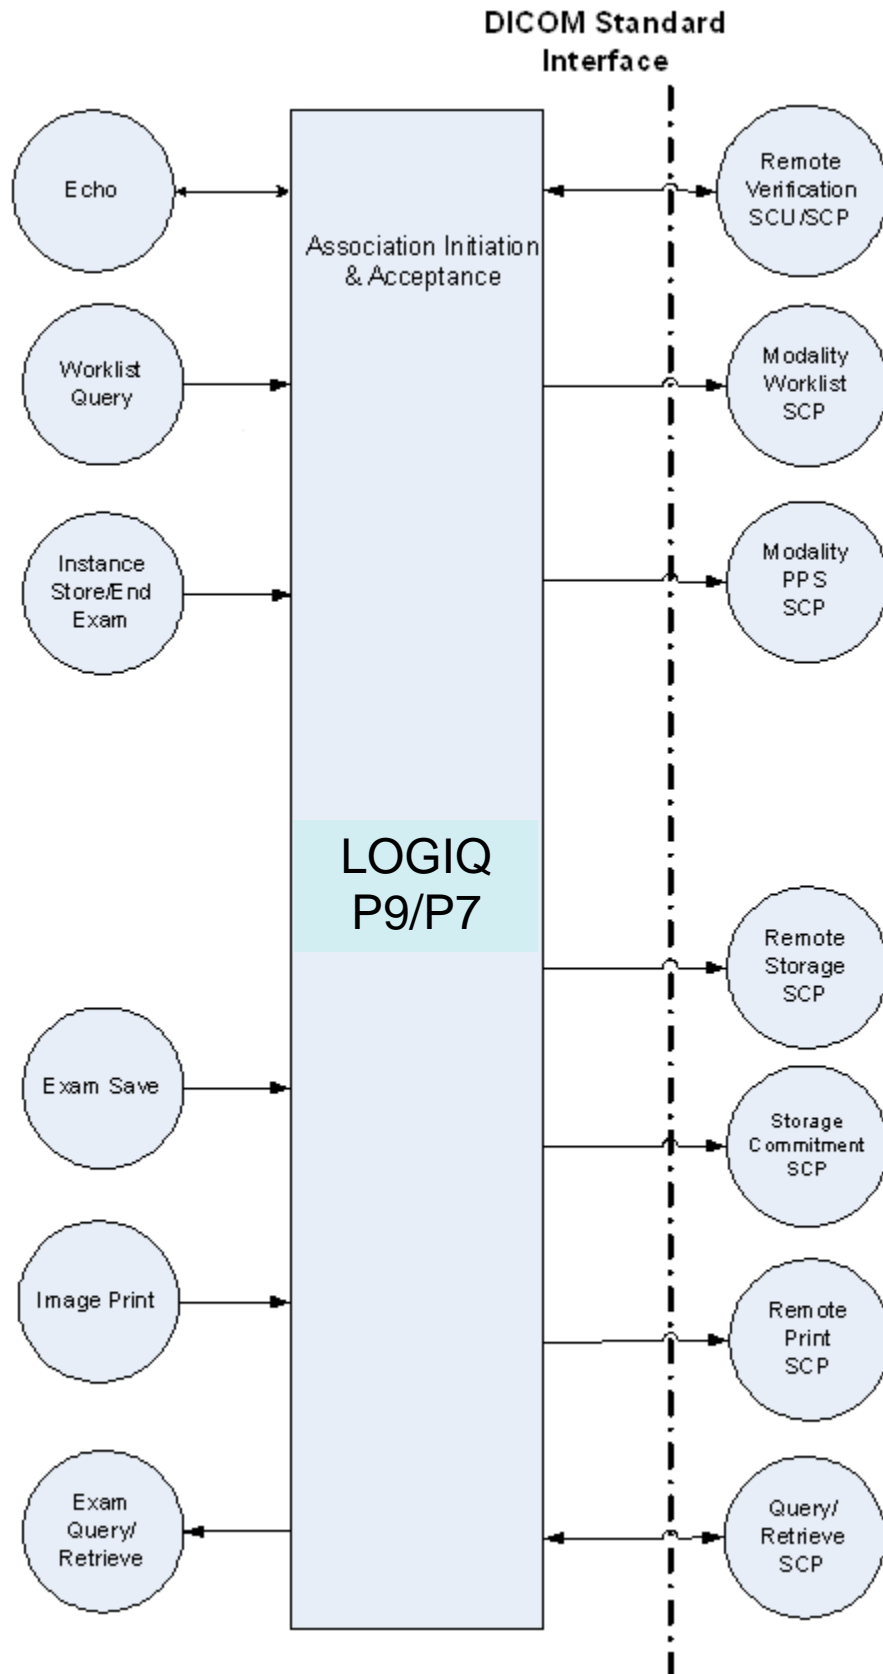 DICOM Standard
Interface
Echo
Association Initiation
& Acceptance
Remote
Verification
SCU/SCP
Worklist
Query
Modality
Worklist
SCP
Instance
Store/End
Exam
Modality
PPS
SCP
LOGIQ
P9/P7
Remote
Storage
SCP
Exam Save
Storage
Commitment
SCP
Image Print
Remote
Print
SCP
Exam
Query/
Retrieve
Query/
Retrieve
SCP